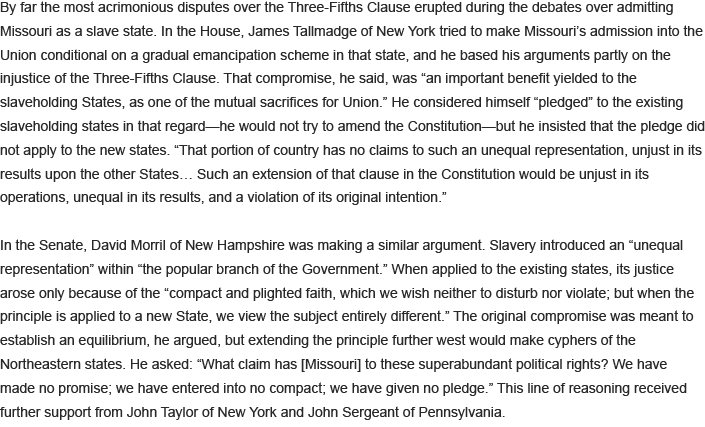 By far the most acrimonious disputes over the Three-Fifths Clause erupted during the debates over admitting
Missouri as a slave state. In the House, James Tallmadge of New York tried to make Missouri’s admission into the
Union conditional on a gradual emancipation scheme in that state, and he based his arguments partly on the
injustice of the Three-Fifths Clause. That compromise, he said, was “an important benefit yielded to the
slaveholding States, as one of the mutual sacrifices for Union.” He considered himself “pledged” to the existing
slaveholding states in that regard—he would not try to amend the Constitution—but he insisted that the pledge did
not apply to the new states. “That portion of country has no claims to such an unequal representation, unjust in its
results upon the other States… Such an extension of that clause in the Constitution would be unjust in its
operations, unequal in its results, and a violation of its original intention.”

In the Senate, David Morril of New Hampshire was making a similar argument. Slavery introduced an “unequal
representation” within “the popular branch of the Government.” When applied to the existing states, its justice
arose only because of the “compact and plighted faith, which we wish neither to disturb nor violate; but when the
principle is applied to a new State, we view the subject entirely different.” The original compromise was meant to
establish an equilibrium, he argued, but extending the principle further west would make cyphers of the
Northeastern states. He asked: “What claim has [Missouri] to these superabundant political rights? We have
made no promise; we have entered into no compact; we have given no pledge.” This line of reasoning received
further support from John Taylor of New York and John Sergeant of Pennsylvania.